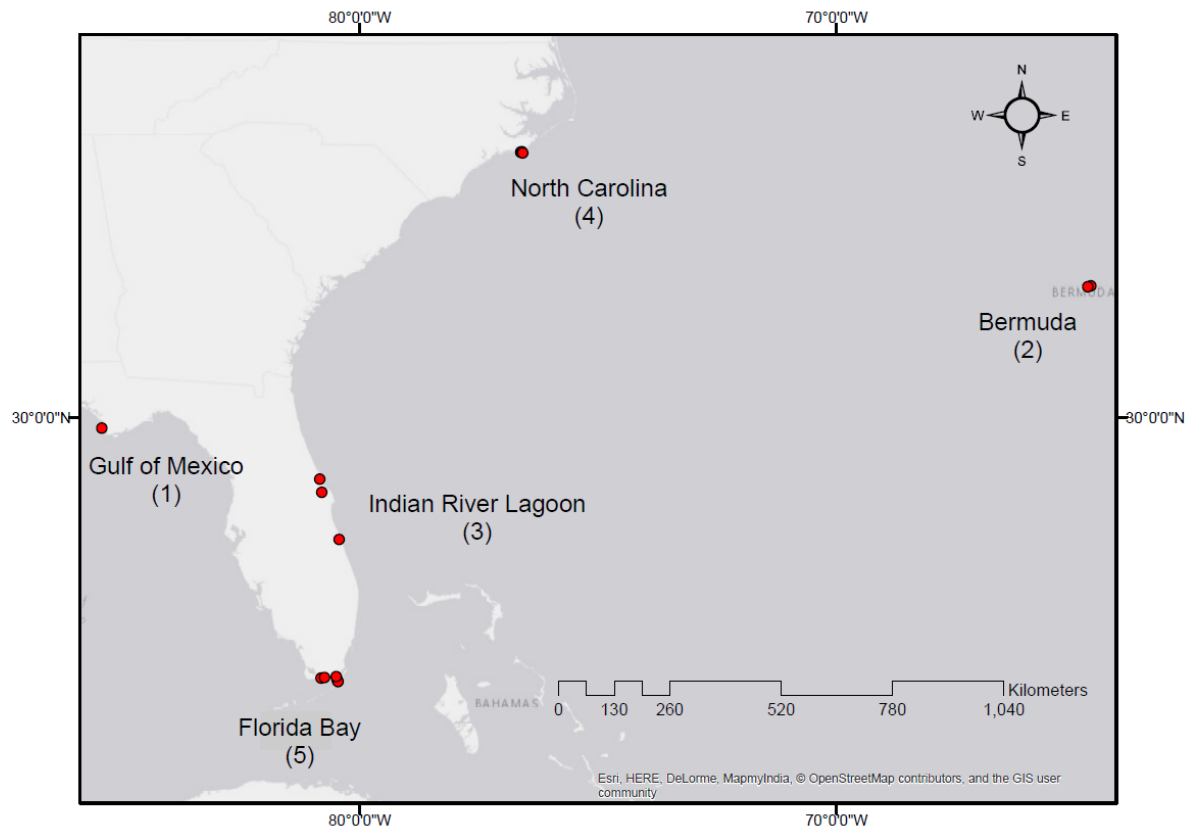 80°0'0"W
70°0'0"W
N
W
E
S
North Carolina
(4)
BERMUDA
Bermuda
(2)
30°0'0"N
30°0'0"N
Gulf of Mexico
(1)
Indian River Lagoon
(3)
BAHAMAS
Kilometers
0 130 260 520 780 1,040
Florida Bay
(5)
Esri, HERE, DeLorme, MapmyIndia, © OpenStreetMap contributors, and the GIS user
community
80°0'0"W
70°0'0"W